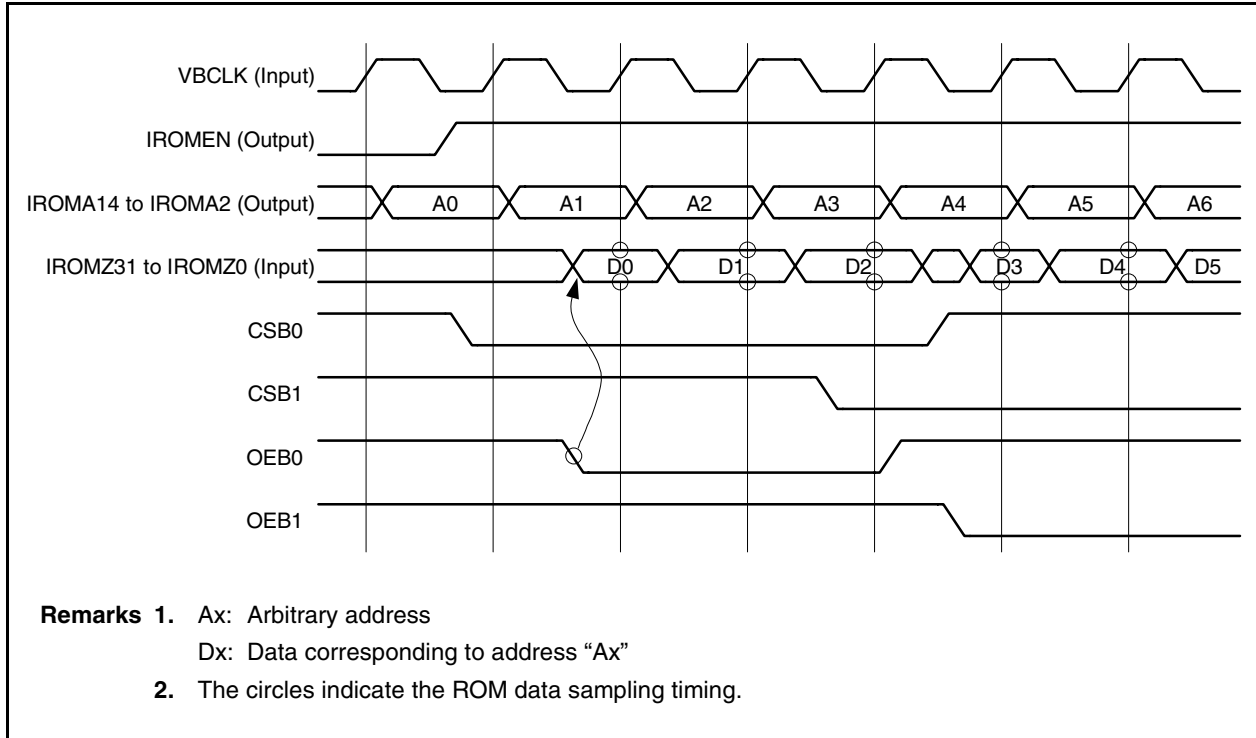 VBCLK (Input)
IROMEN (Output)
IROMA14 to IROMA2 (Output) A0 A1 A2 A3 A4 A5 A6
IROMZ31 to IROMZ0 (Input) D0 D1 D2 D3 D4 D5
CSB0
CSB1
OEB0
OEB1
Remarks 1. Ax: Arbitrary address
Dx: Data corresponding to address “Ax”
2. The circles indicate the ROM data sampling timing.